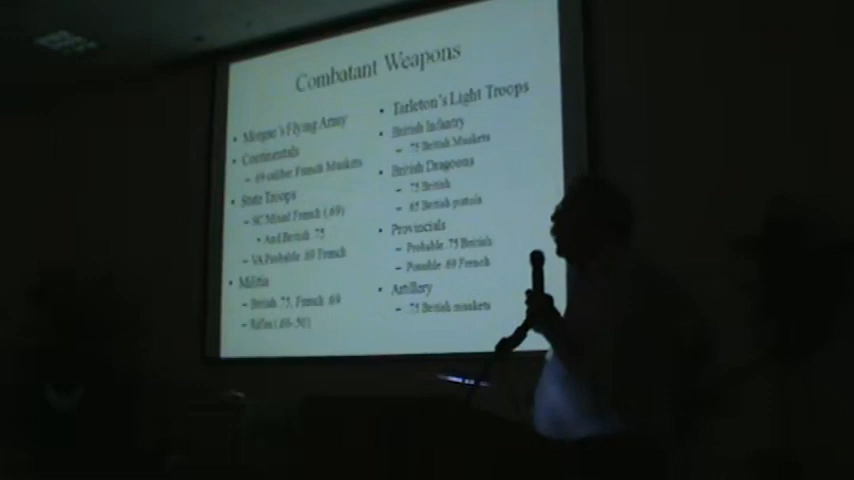 Combatant Weapons
• Morgan's Flying Army
• Continentals
– .69 caliber French Muskets
• State Troops
– SC Mixed French (.69)
• And British .75
– VA Probable .69 French
• Militia
– British .75, French .69
– Rifles
• Tarleton's Light Troops
• British Infantry
– .75 British Muskets
• British Dragoons
– .75 British
– .65 British pistols
• Provincials
– Probable .75 British
– Possible .69 French
• Artillery
– .75 British muskets